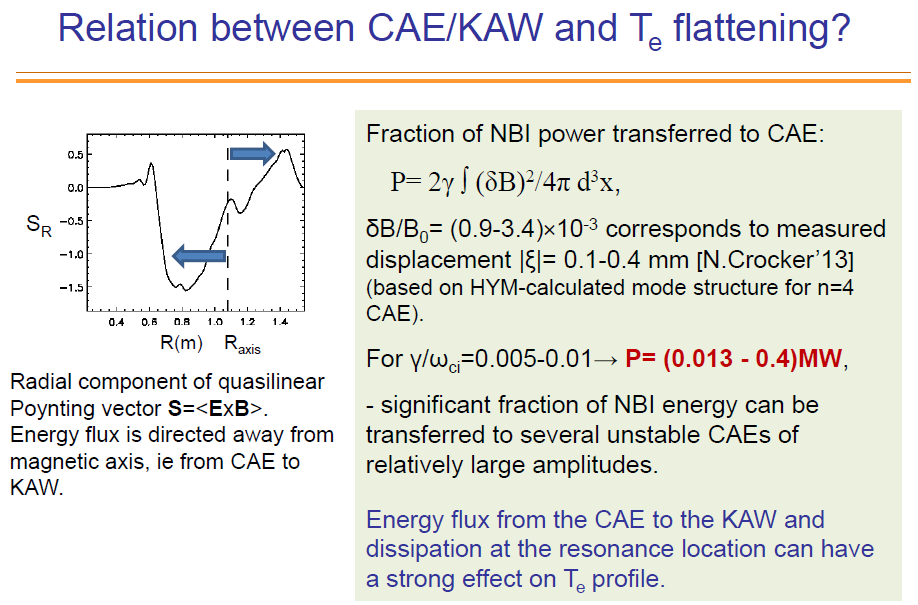 Relation between CAE/KAW and Te flattening?
0.5
0.0
-0.5
-1.0
-1.5
SR
0.4 0.6 0.8 1.0 1.2 1.4
R(m) Raxis
Radial component of quasilinear
Poynting vector S=<ExB>.
Energy flux is directed away from
magnetic axis, ie from CAE to
KAW.
Fraction of NBI power transferred to CAE:
P= 2γ ∫ (δB)²/4π d³x,
δB/B0= (0.9-3.4)×10-3 corresponds to measured
displacement |ξ|= 0.1-0.4 mm [N.Crocker'13]
(based on HYM-calculated mode structure for n=4
CAE).
For γ/ωci=0.005-0.01→ P= (0.013 - 0.4)MW,
- significant fraction of NBI energy can be
transferred to several unstable CAEs of
relatively large amplitudes.
Energy flux from the CAE to the KAW and
dissipation at the resonance location can have
a strong effect on Te profile.